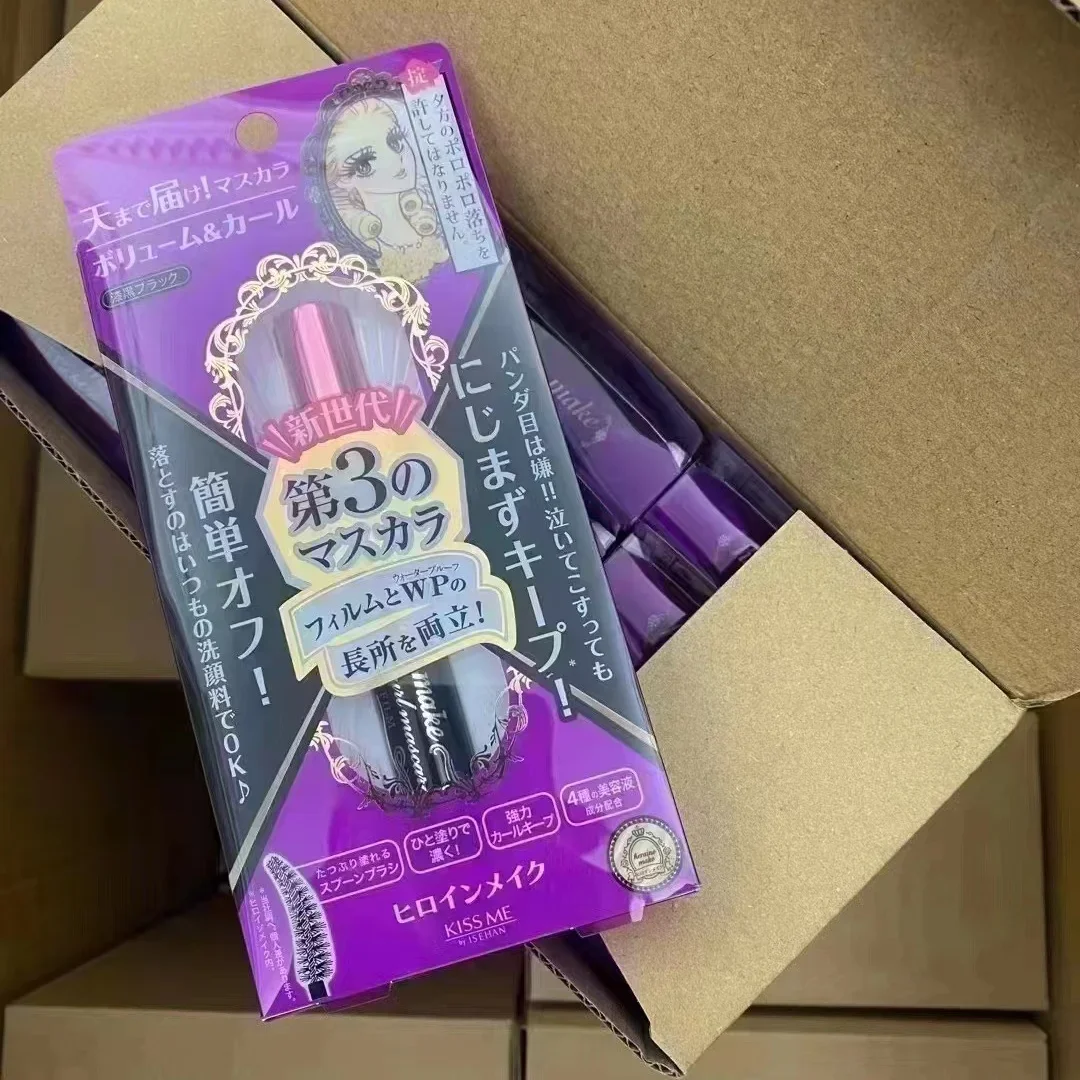 掟
夕方のポロポロ落ちを
許してはなりません。
天まで届け!マスカラ
ボリューム&カール
漆黒ブラック
新世代
第3の
マスカラ
ウォータープルーフ
フィルムとWPの
長所を両立!
パンダ目は嫌!!泣いてこすっても
にじまずキープ*!
簡単オフ!
落とすのはいつもの洗顔料でOK♪
make
curl mascara
make
たっぷり塗れる
スプーンブラシ
ひと塗りで
濃く!
強力
カールキープ
4種の美容液
成分配合
heroine
make
ヒロインメイク
KISS ME
by ISEHAN